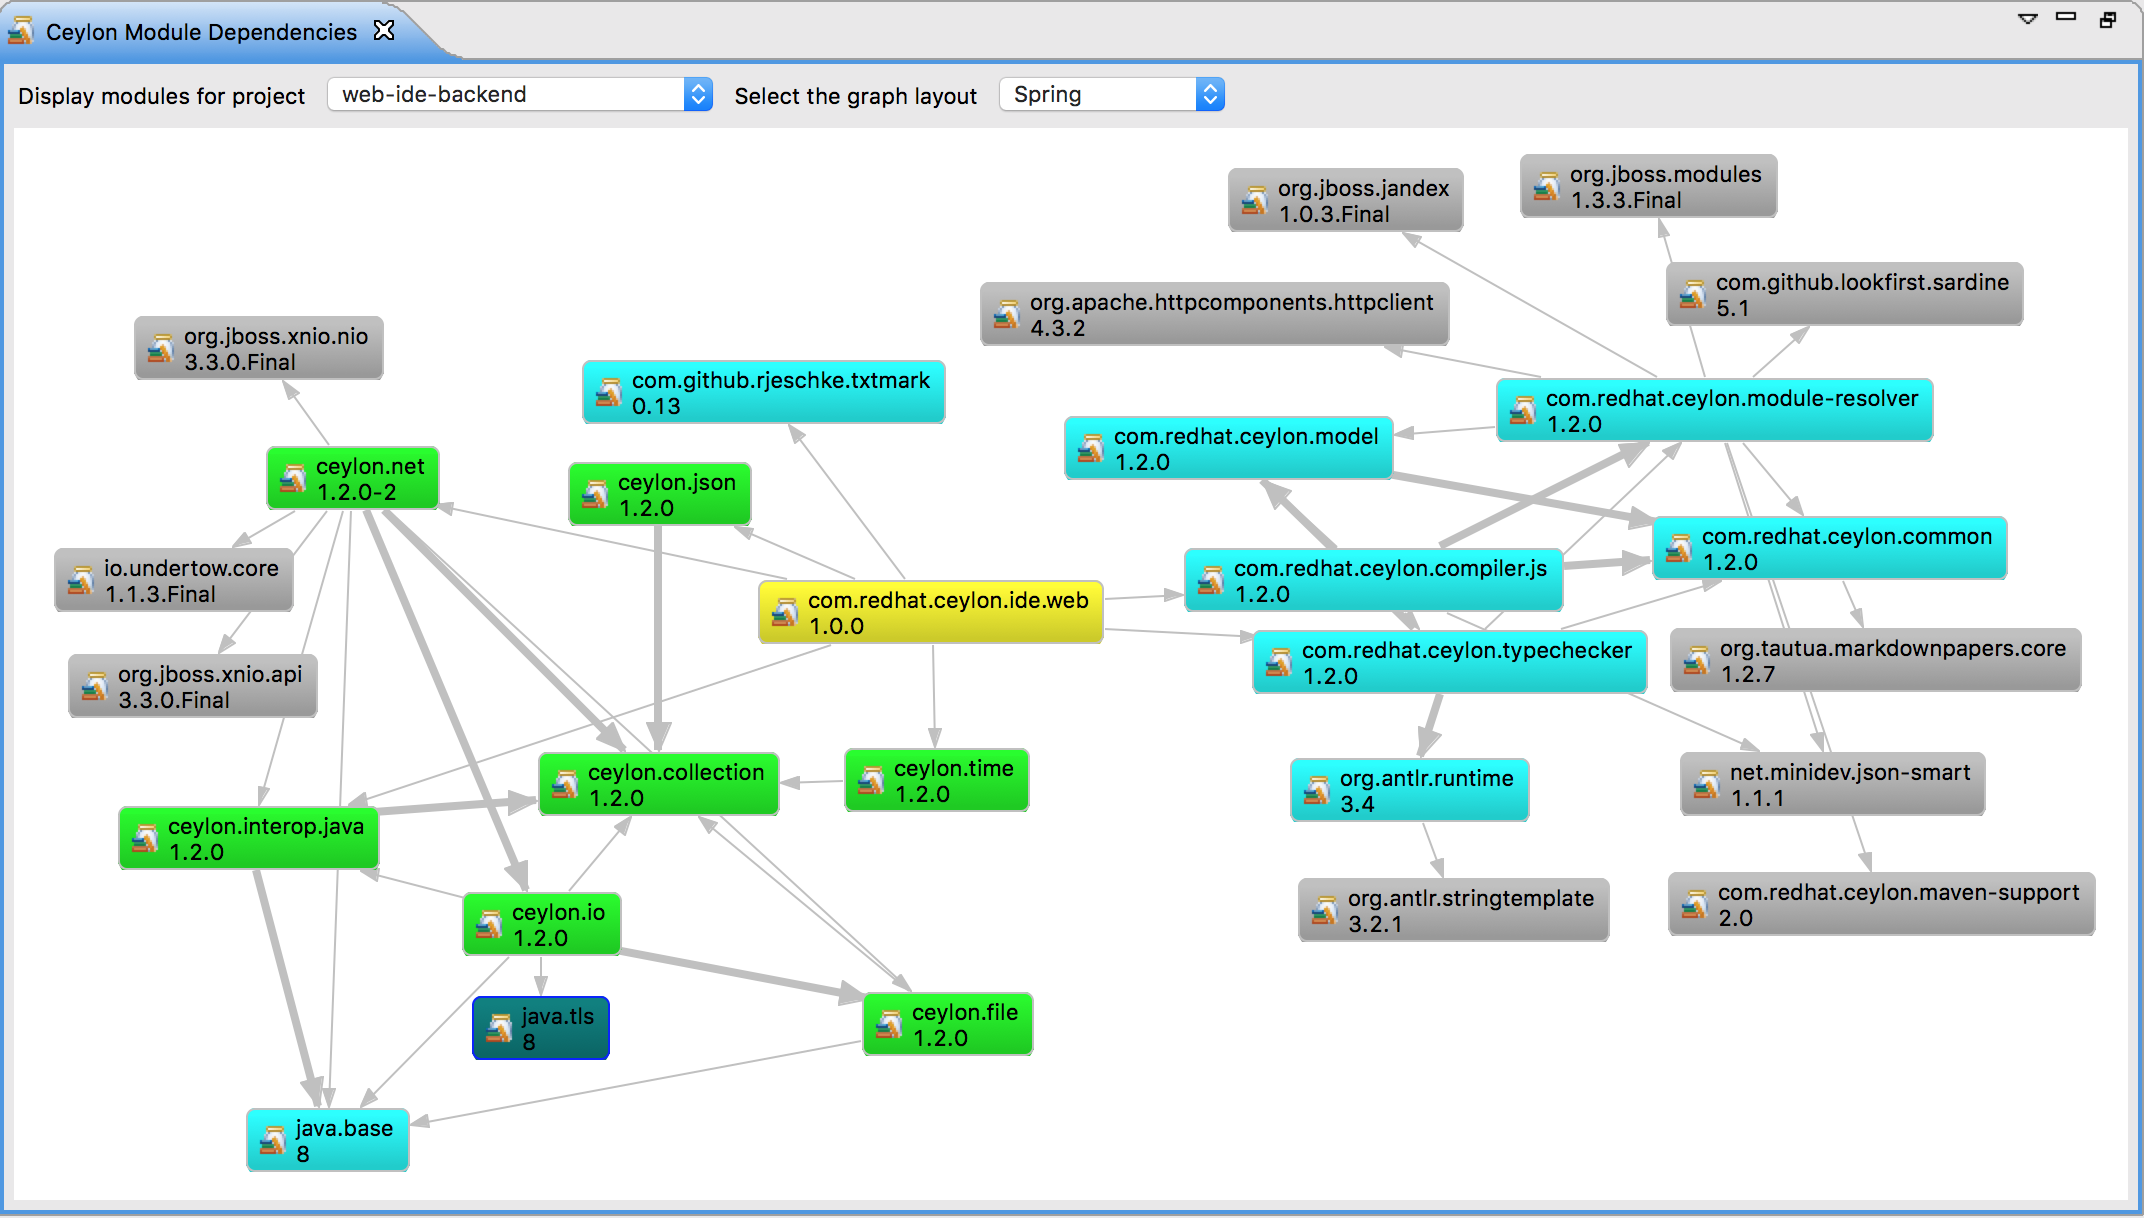 Ceylon Module Dependencies
Display modules for project
web-ide-backend
Select the graph layout
Spring
org.jboss.modules
1.3.3.Final
org.jboss.jandex
1.0.3.Final
com.github.lookfirst.sardine
5.1
org.apache.httpcomponents.httpclient
4.3.2
org.jboss.xnio.nio
3.3.0.Final
com.github.rjeschke.txtmark
0.13
com.redhat.ceylon.module-resolver
1.2.0
com.redhat.ceylon.model
1.2.0
ceylon.net
1.2.0-2
ceylon.json
1.2.0
com.redhat.ceylon.common
1.2.0
io.undertow.core
1.1.3.Final
com.redhat.ceylon.compiler.js
1.2.0
com.redhat.ceylon.ide.web
1.0.0
com.redhat.ceylon.typechecker
1.2.0
org.tautua.markdownpapers.core
1.2.7
org.jboss.xnio.api
3.3.0.Final
ceylon.collection
1.2.0
ceylon.time
1.2.0
org.antlr.runtime
3.4
net.minidev.json-smart
1.1.1
ceylon.interop.java
1.2.0
ceylon.io
1.2.0
org.antlr.stringtemplate
3.2.1
com.redhat.ceylon.maven-support
2.0
java.tls
8
ceylon.file
1.2.0
java.base
8